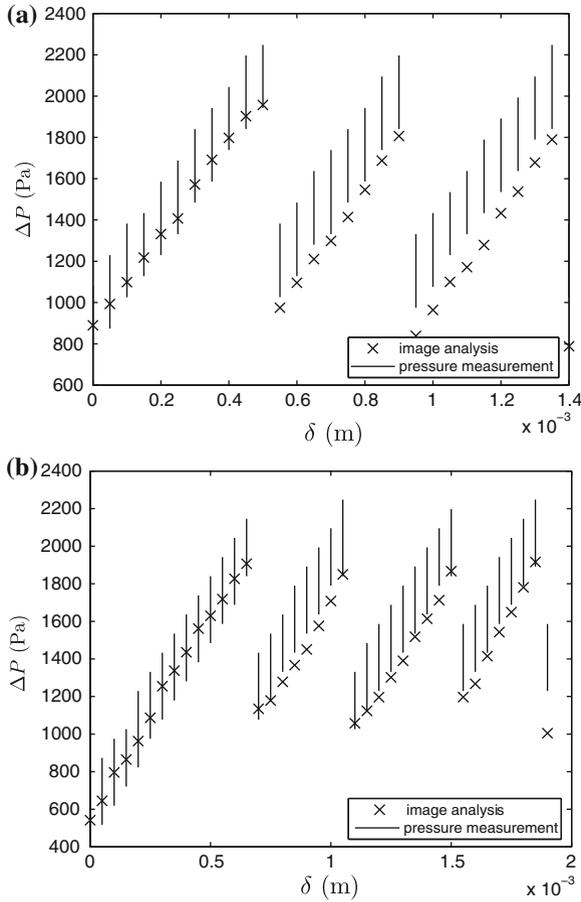 (a)
2400
2200
2000
1800
1600
1400
1200
1000
800
600
ΔP (Pa)
× image analysis
— pressure measurement
0 0.2 0.4 0.6 0.8 1 1.2 1.4
x 10⁻³
δ (m)
(b)
2400
2200
2000
1800
1600
1400
1200
1000
800
600
400
ΔP (Pa)
× image analysis
— pressure measurement
0 0.5 1 1.5 2
x 10⁻³
δ (m)